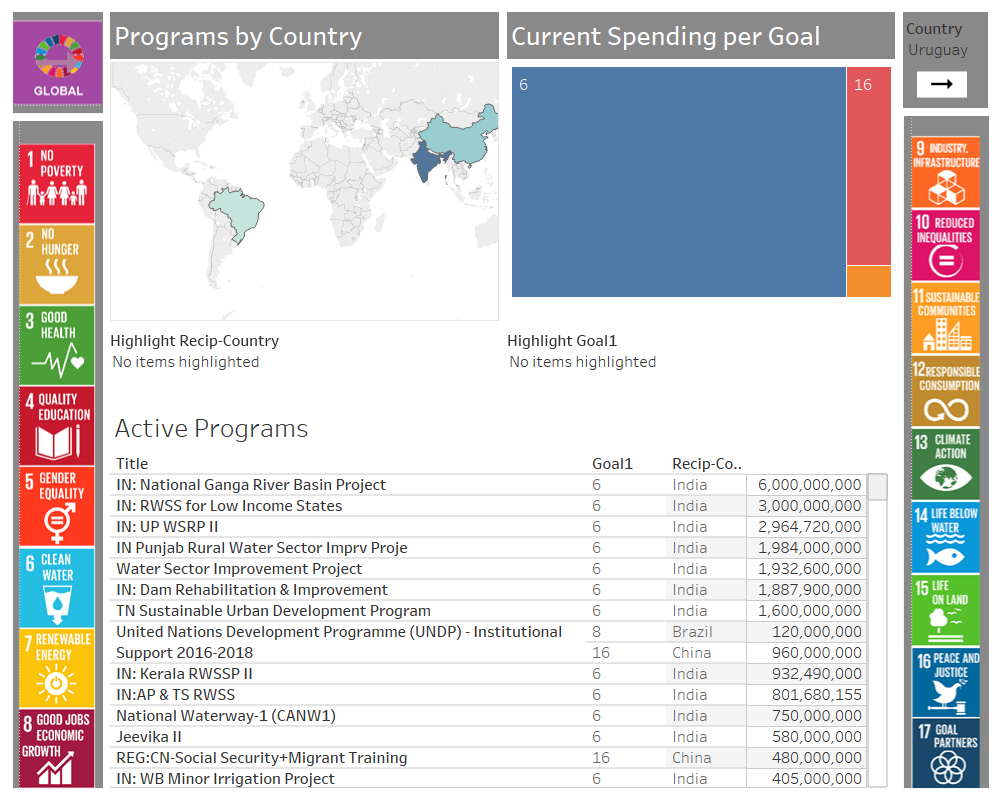 GLOBAL
Programs by Country
Current Spending per Goal
Country
Uruguay
6
16
1 NO POVERTY
2 NO HUNGER
3 GOOD HEALTH
4 QUALITY EDUCATION
5 GENDER EQUALITY
6 CLEAN WATER
7 RENEWABLE ENERGY
8 GOOD JOBS ECONOMIC GROWTH
Highlight Recip-Country
No items highlighted
Highlight Goal1
No items highlighted
Active Programs
Title Goal1 Recip-Co..
IN: National Ganga River Basin Project 6 India 6,000,000,000
IN: RWSS for Low Income States 6 India 3,000,000,000
IN: UP WSRP II 6 India 2,964,720,000
IN Punjab Rural Water Sector Imprv Proje 6 India 1,984,000,000
Water Sector Improvement Project 6 India 1,932,600,000
IN: Dam Rehabilitation & Improvement 6 India 1,887,900,000
TN Sustainable Urban Development Program 6 India 1,600,000,000
United Nations Development Programme (UNDP) - Institutional 8 Brazil 120,000,000
Support 2016-2018 16 China 960,000,000
IN: Kerala RWSSP II 6 India 932,490,000
IN:AP & TS RWSS 6 India 801,680,155
National Waterway-1 (CANW1) 6 India 750,000,000
Jeevika II 6 India 580,000,000
REG:CN-Social Security+Migrant Training 16 China 480,000,000
IN: WB Minor Irrigation Project 6 India 405,000,000
9 INDUSTRY, INFRASTRUCTURE
10 REDUCED INEQUALITIES
11 SUSTAINABLE COMMUNITIES
12 RESPONSIBLE CONSUMPTION
13 CLIMATE ACTION
14 LIFE BELOW WATER
15 LIFE ON LAND
16 PEACE AND JUSTICE
17 GOAL PARTNERS